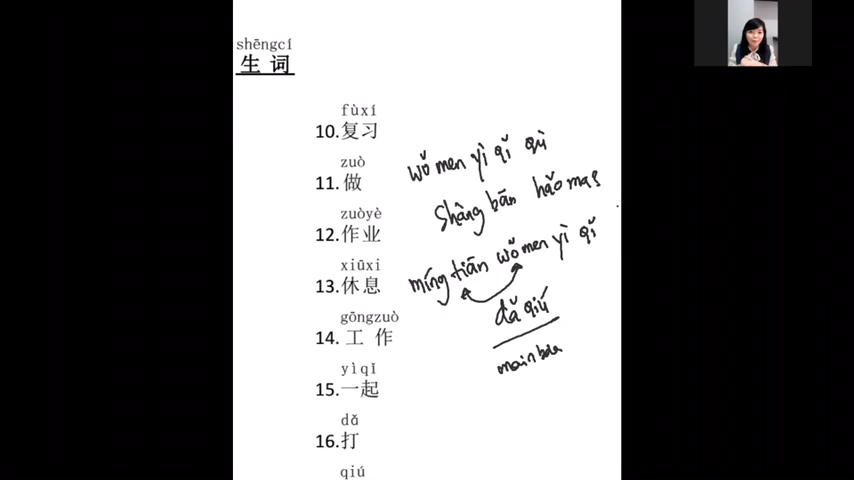 shēngcí
生 词
fùxí
10.复习
zuò
11.做
zuòyè
12.作业
xiūxi
13.休息
gōngzuò
14.工 作
yìqǐ
15.一起
dǎ
16.打
qiú
wǒ men yì qǐ qù
Shàng bān hǎo ma
míng tiān wǒ men yì qǐ
dǎ qiú
main bola